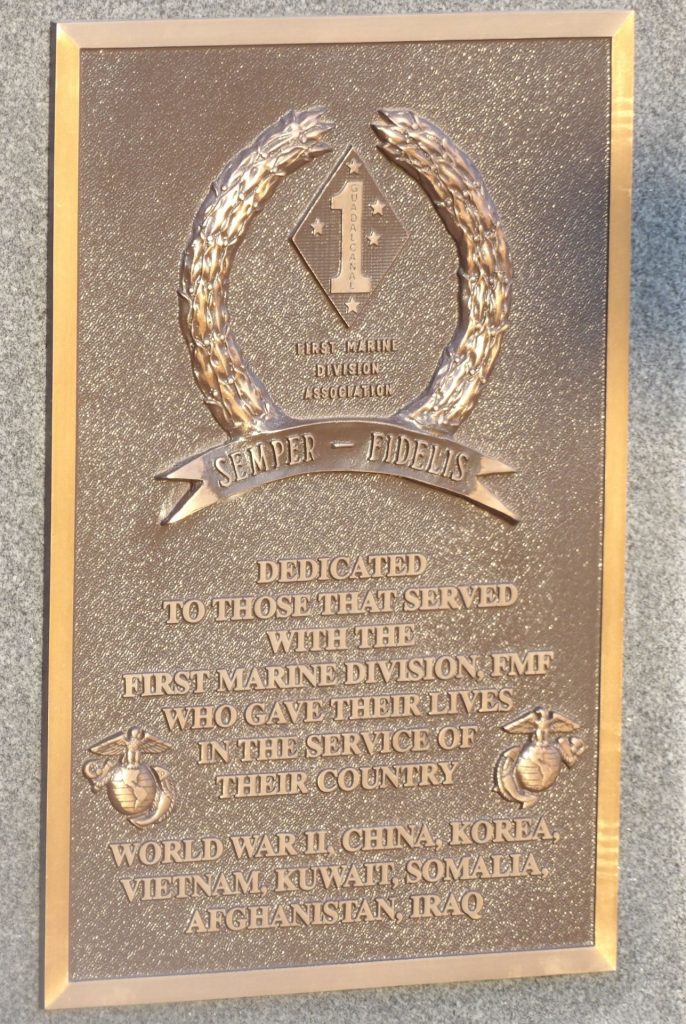 1
GUADALCANAL
FIRST MARINE
DIVISION
ASSOCIATION
SEMPER - FIDELIS
DEDICATED
TO THOSE THAT SERVED
WITH THE
FIRST MARINE DIVISION, FMF
WHO GAVE THEIR LIVES
IN THE SERVICE OF
THEIR COUNTRY
WORLD WAR II, CHINA, KOREA,
VIETNAM, KUWAIT, SOMALIA,
AFGHANISTAN, IRAQ